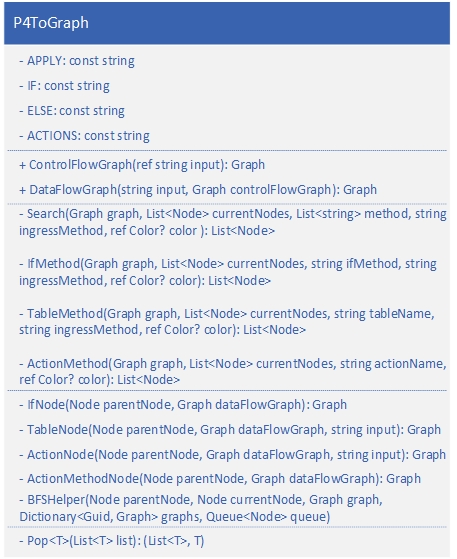 P4ToGraph
- APPLY: const string
- IF: const string
- ELSE: const string
- ACTIONS: const string
+ ControlFlowGraph(ref string input): Graph
+ DataFlowGraph(string input, Graph controlFlowGraph): Graph
- Search(Graph graph, List<Node> currentNodes, List<string> method, string
ingressMethod, ref Color? color ): List<Node>
- IfMethod(Graph graph, List<Node> currentNodes, string ifMethod, string
ingressMethod, ref Color? color): List<Node>
- TableMethod(Graph graph, List<Node> currentNodes, string tableName,
string ingressMethod, ref Color? color): List<Node>
- ActionMethod(Graph graph, List<Node> currentNodes, string actionName,
ref Color? color): List<Node>
- IfNode(Node parentNode, Graph dataFlowGraph): Graph
- TableNode(Node parentNode, Graph dataFlowGraph, string input): Graph
- ActionNode(Node parentNode, Graph dataFlowGraph, string input): Graph
- ActionMethodNode(Node parentNode, Graph dataFlowGraph): Graph
- BFSHelper(Node parentNode, Node currentNode, Graph graph,
Dictionary<Guid, Graph> graphs, Queue<Node> queue)
- Pop<T>(List<T> list): (List<T>, T)